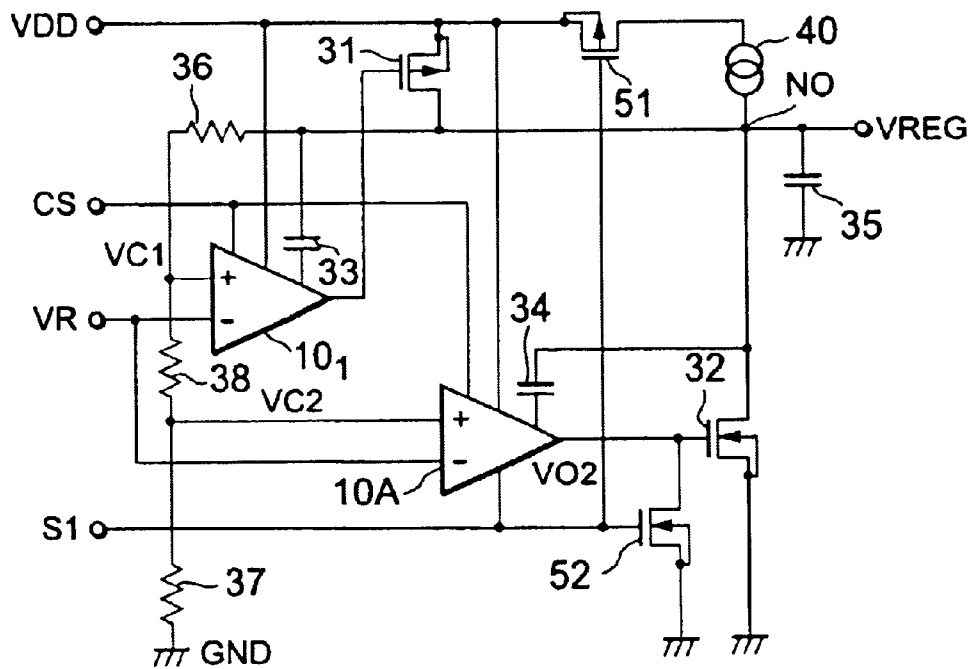 VDD
31
40
36
51
NO
VREG
CS
33
35
VC1
VR
10₁
34
38
VC2
32
10A
VO2
S1
52
37
GND